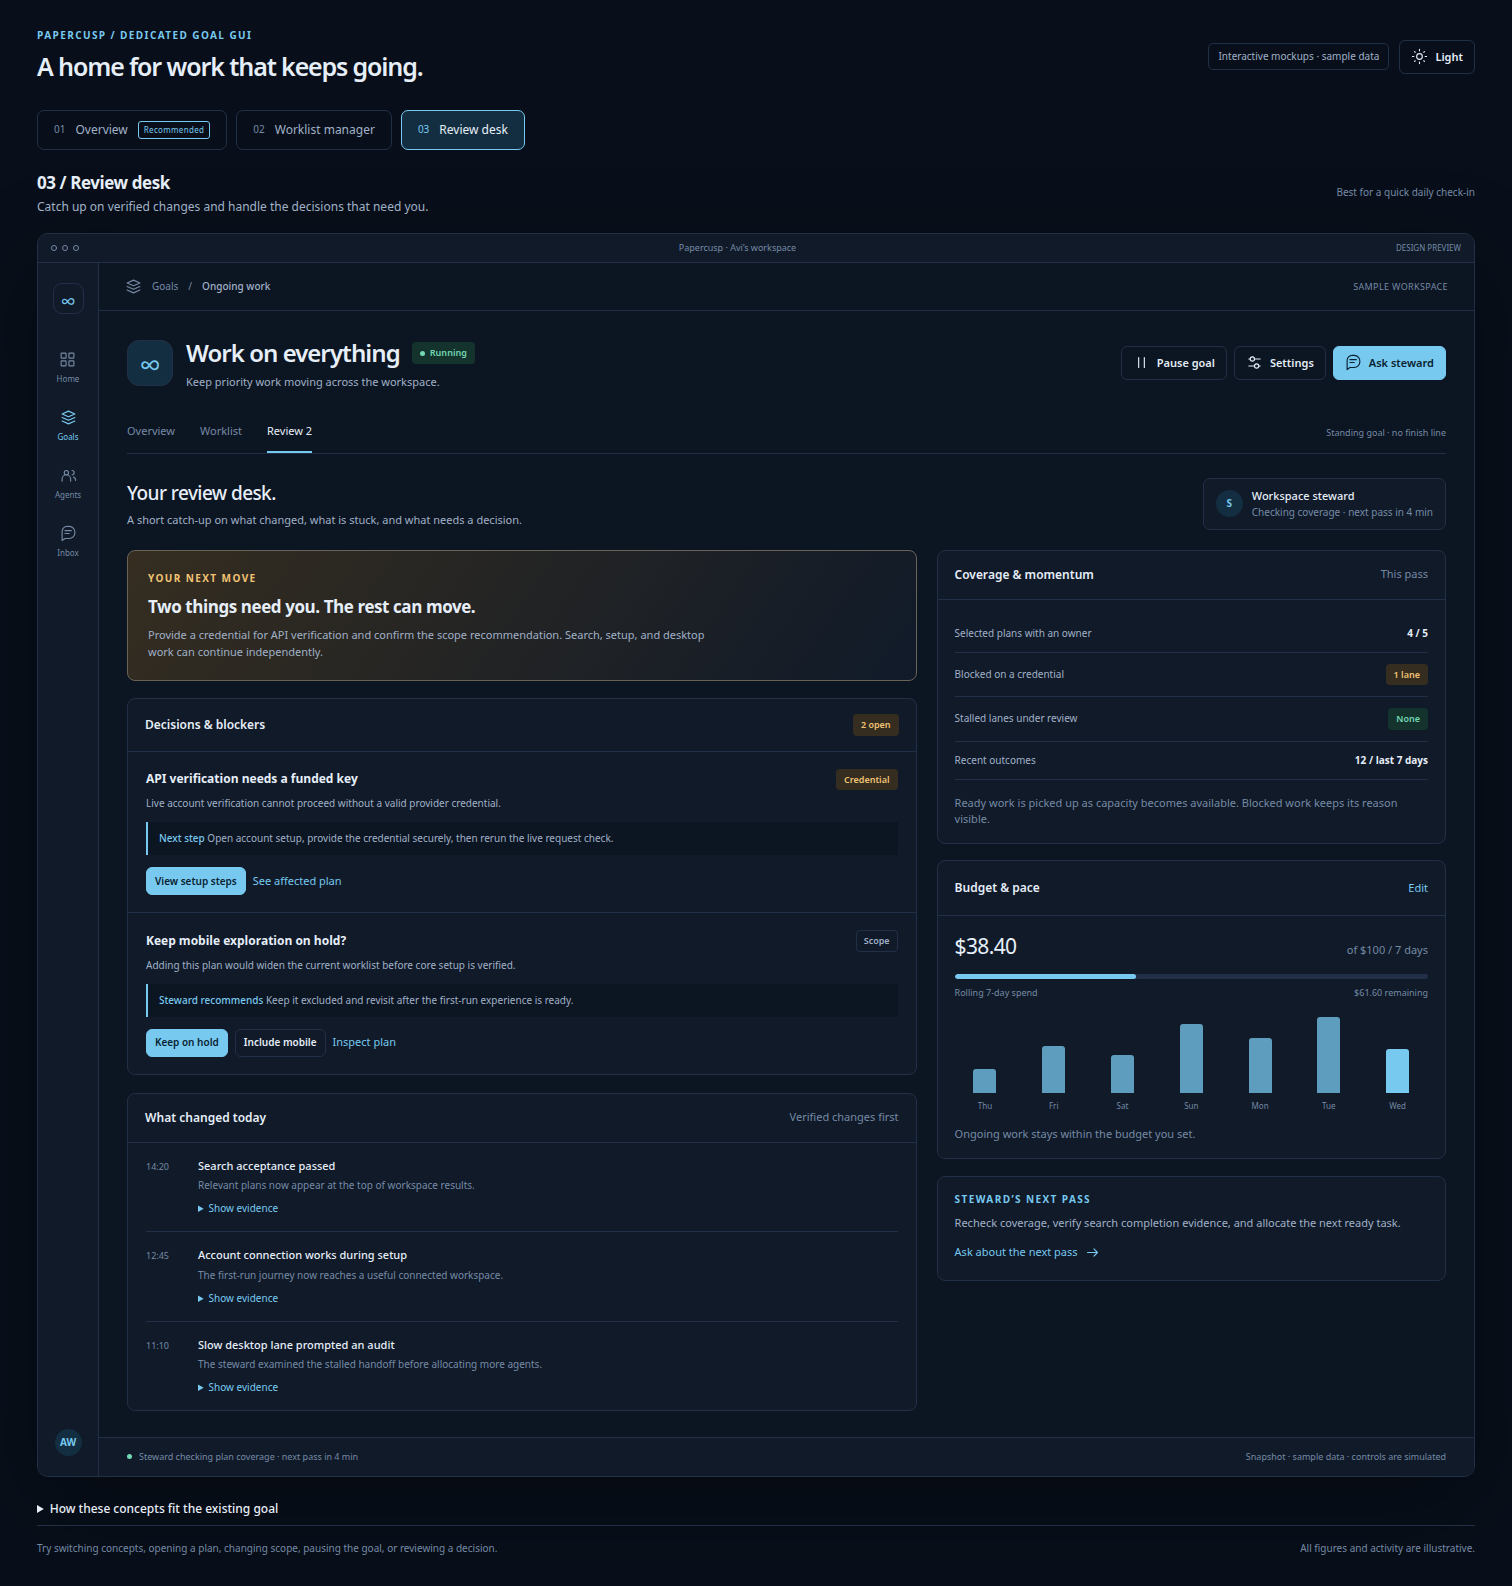 PAPERCUSP / DEDICATED GOAL GUI
A home for work that keeps going.
Interactive mockups · sample data
Light
01 Overview Recommended
02 Worklist manager
03 Review desk
03 / Review desk
Catch up on verified changes and handle the decisions that need you.
Best for a quick daily check-in
Papercusp · Avi's workspace
DESIGN PREVIEW
Home
Goals
Agents
Inbox
AW
Goals / Ongoing work
SAMPLE WORKSPACE
Work on everything
Running
Keep priority work moving across the workspace.
Pause goal
Settings
Ask steward
Overview
Worklist
Review 2
Standing goal · no finish line
Your review desk.
A short catch-up on what changed, what is stuck, and what needs a decision.
S
Workspace steward
Checking coverage · next pass in 4 min
YOUR NEXT MOVE
Two things need you. The rest can move.
Provide a credential for API verification and confirm the scope recommendation. Search, setup, and desktop
work can continue independently.
Decisions & blockers
2 open
API verification needs a funded key
Credential
Live account verification cannot proceed without a valid provider credential.
Next step Open account setup, provide the credential securely, then rerun the live request check.
View setup steps
See affected plan
Keep mobile exploration on hold?
Scope
Adding this plan would widen the current worklist before core setup is verified.
Steward recommends Keep it excluded and revisit after the first-run experience is ready.
Keep on hold
Include mobile
Inspect plan
What changed today
Verified changes first
14:20 Search acceptance passed
Relevant plans now appear at the top of workspace results.
Show evidence
12:45 Account connection works during setup
The first-run journey now reaches a useful connected workspace.
Show evidence
11:10 Slow desktop lane prompted an audit
The steward examined the stalled handoff before allocating more agents.
Show evidence
Coverage & momentum
This pass
Selected plans with an owner 4 / 5
Blocked on a credential 1 lane
Stalled lanes under review None
Recent outcomes 12 / last 7 days
Ready work is picked up as capacity becomes available. Blocked work keeps its reason
visible.
Budget & pace
Edit
$38.40
of $100 / 7 days
Rolling 7-day spend
$61.60 remaining
Thu Fri Sat Sun Mon Tue Wed
Ongoing work stays within the budget you set.
STEWARD'S NEXT PASS
Recheck coverage, verify search completion evidence, and allocate the next ready task.
Ask about the next pass →
Steward checking plan coverage · next pass in 4 min
Snapshot · sample data · controls are simulated
How these concepts fit the existing goal
Try switching concepts, opening a plan, changing scope, pausing the goal, or reviewing a decision.
All figures and activity are illustrative.